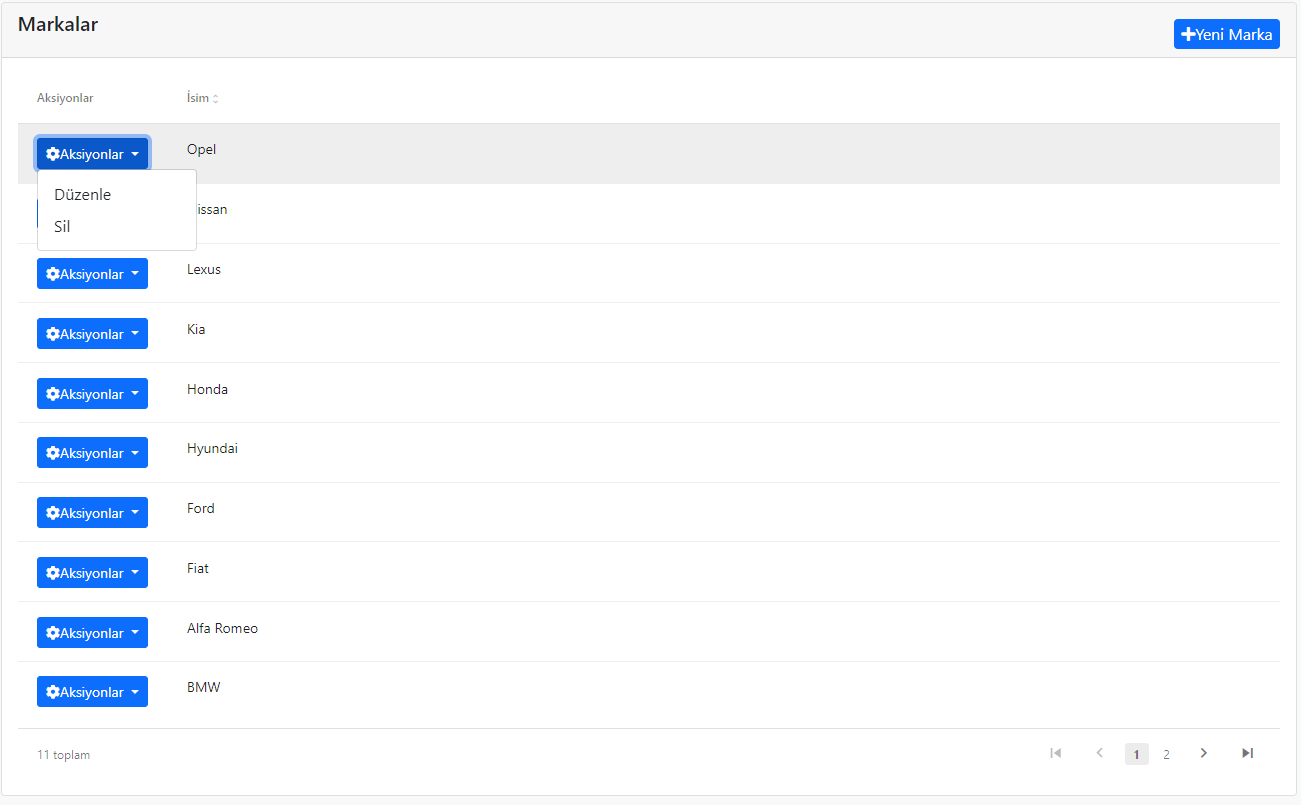 Markalar
Yeni Marka
Aksiyonlar İsim
Aksiyonlar Opel
Düzenle
issan
Sil
Aksiyonlar Lexus
Aksiyonlar Kia
Aksiyonlar Honda
Aksiyonlar Hyundai
Aksiyonlar Ford
Aksiyonlar Fiat
Aksiyonlar Alfa Romeo
Aksiyonlar BMW
11 toplam 1 2